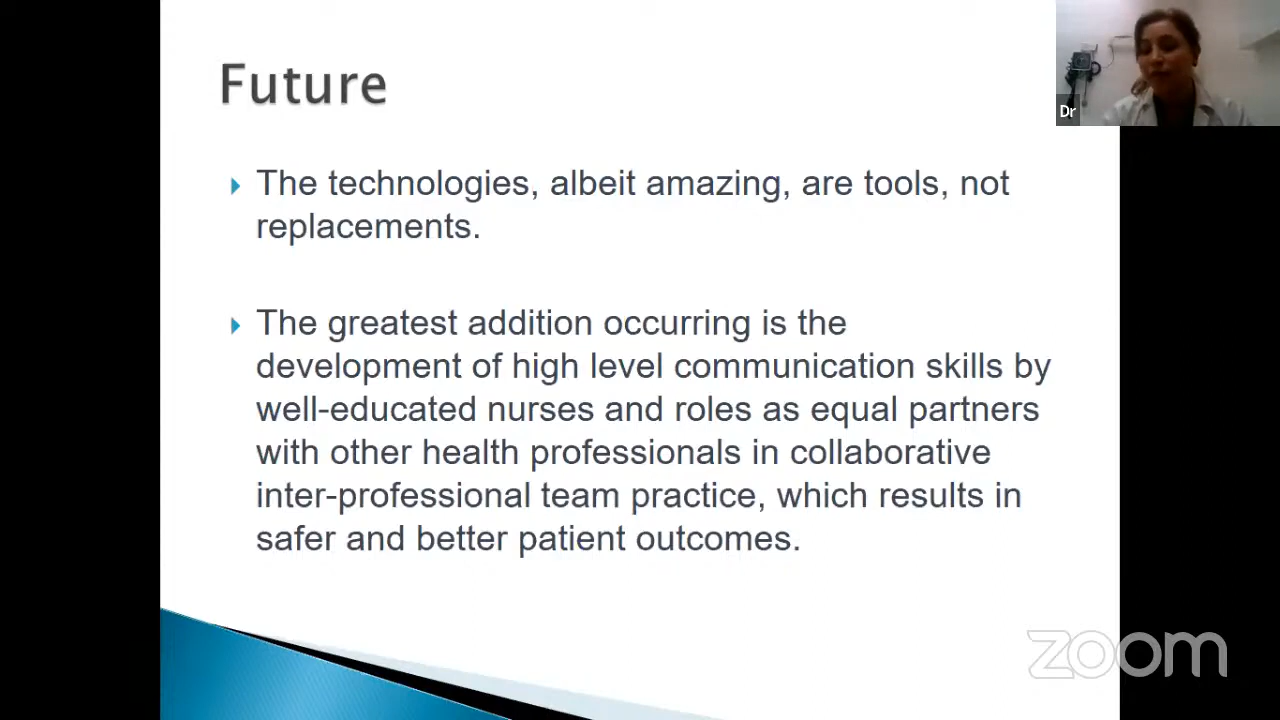 Future
The technologies, albeit amazing, are tools, not
replacements.
The greatest addition occurring is the
development of high level communication skills by
well-educated nurses and roles as equal partners
with other health professionals in collaborative
inter-professional team practice, which results in
safer and better patient outcomes.
Dr
zoom